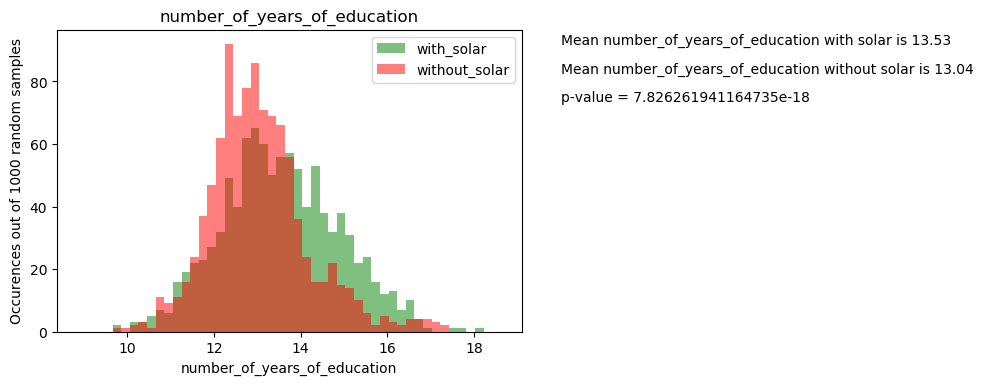 number_of_years_of_education
with_solar
without_solar
Mean number_of_years_of_education with solar is 13.53
Mean number_of_years_of_education without solar is 13.04
p-value = 7.826261941164735e-18
Occurences out of 1000 random samples
80
60
40
20
0
10 12 14 16 18
number_of_years_of_education